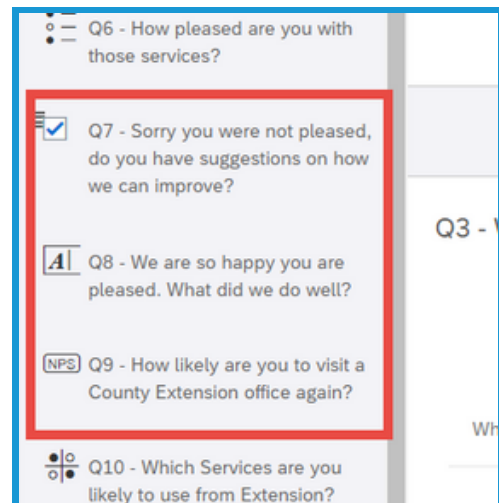 Q6 - How pleased are you with
those services?
Q7 - Sorry you were not pleased,
do you have suggestions on how
we can improve?
A
Q8 - We are so happy you are
pleased. What did we do well?
NPS
Q9 - How likely are you to visit a
County Extension office again?
Q10 - Which Services are you
likely to use from Extension?
Q3 -
Wh